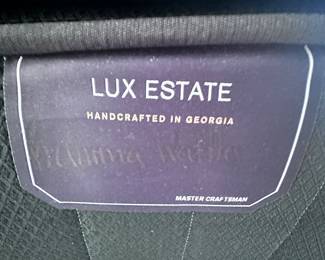 LUX ESTATE
HANDCRAFTED IN GEORGIA
MASTER CRAFTSMAN